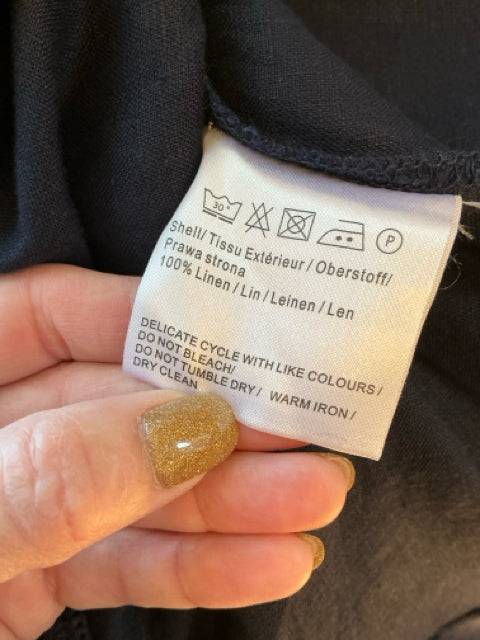 30°
P
Shell/ Tissu Extérieur / Oberstoff/
Prawa strona
100% Linen / Lin / Leinen / Len
DELICATE CYCLE WITH LIKE COLOURS /
DO NOT BLEACH/
DO NOT TUMBLE DRY / WARM IRON /
DRY CLEAN